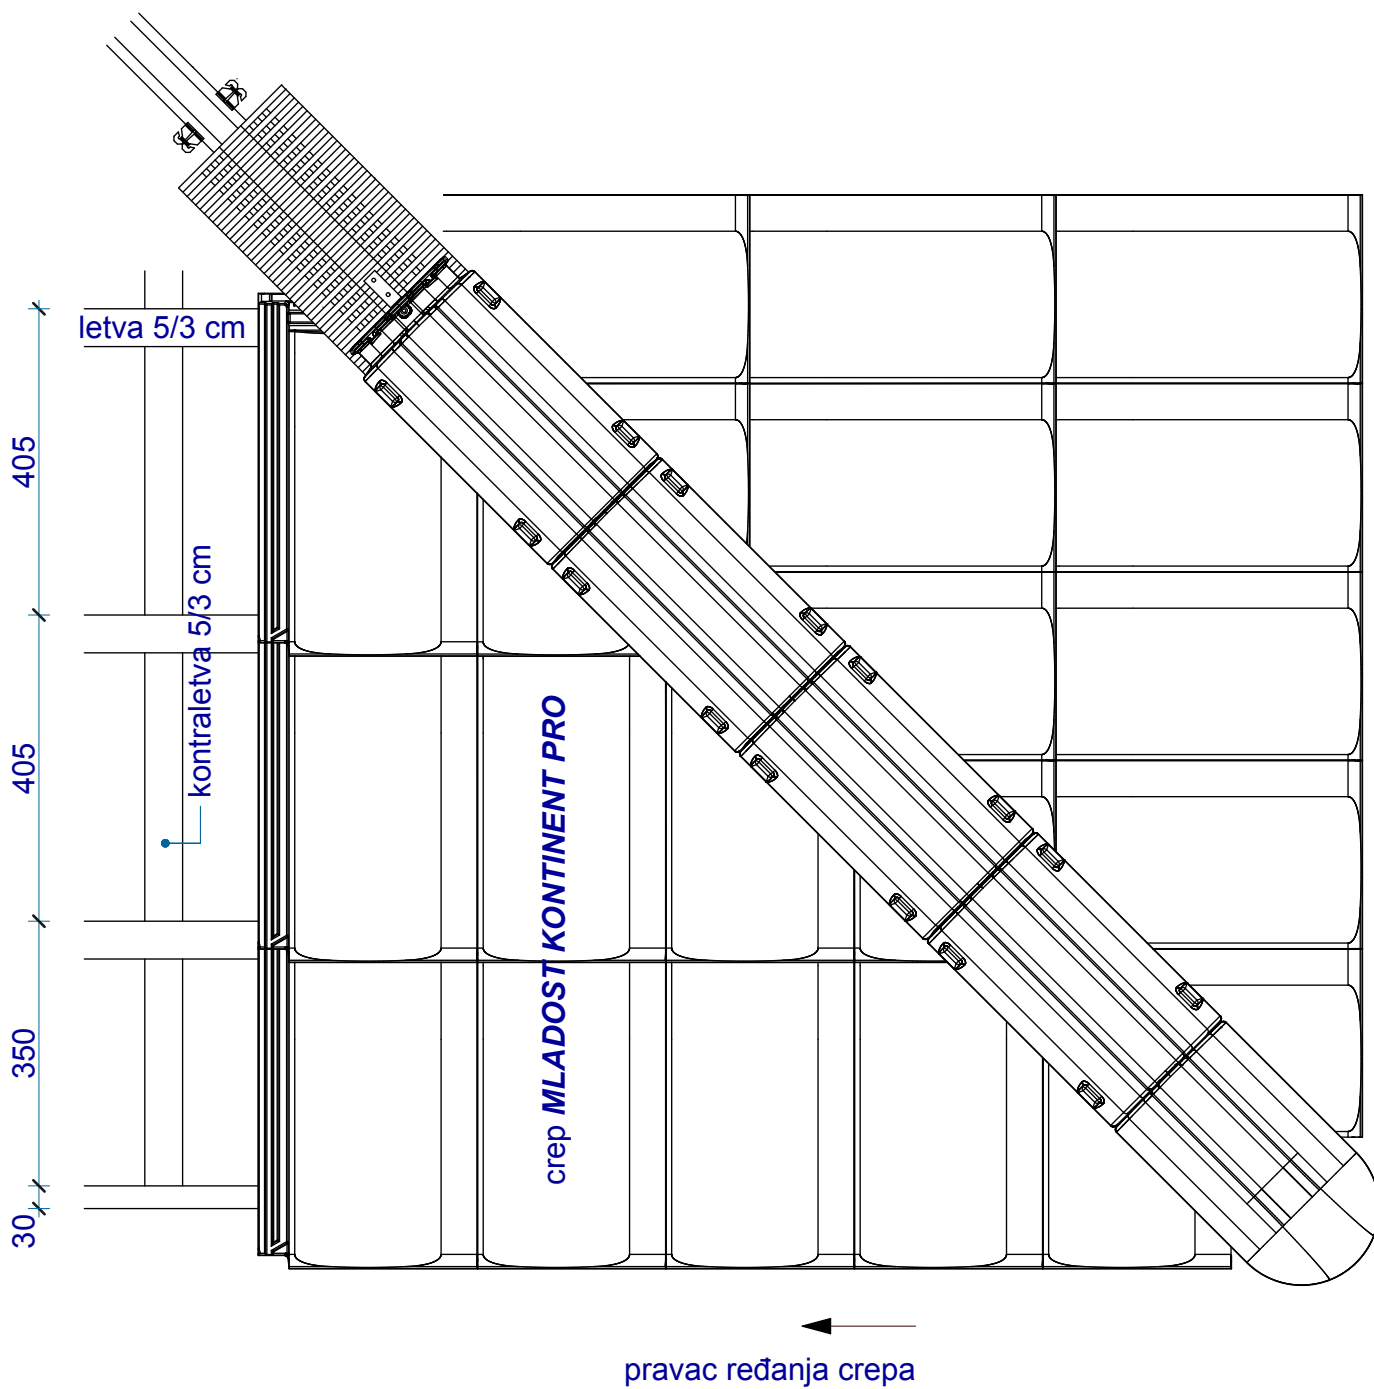 letva 5/3 cm
405
kontraletva 5/3 cm
405
crep MLADOST KONTINENT PRO
350
30
pravac ređanja crepa